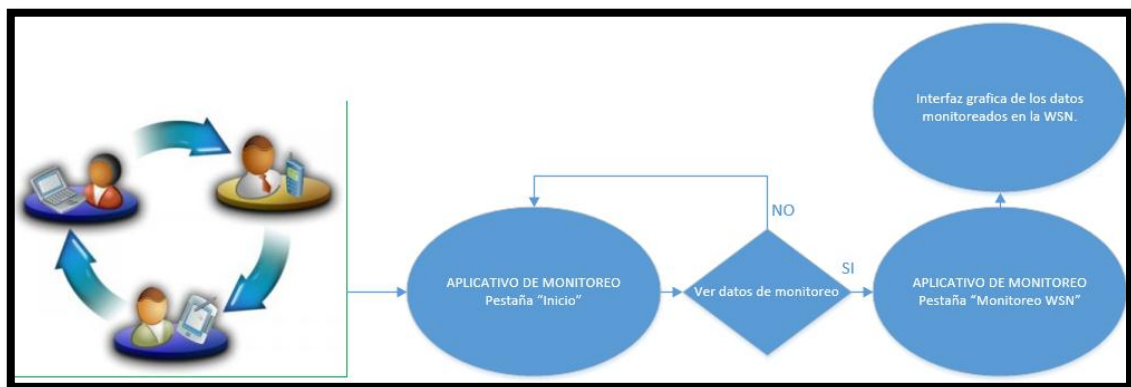 Interfaz grafica de los datos
monitoreados en la WSN.
NO
APLICATIVO DE MONITOREO
Pestaña “Inicio”
Ver datos de monitoreo
SI
APLICATIVO DE MONITOREO
Pestaña “Monitoreo WSN”